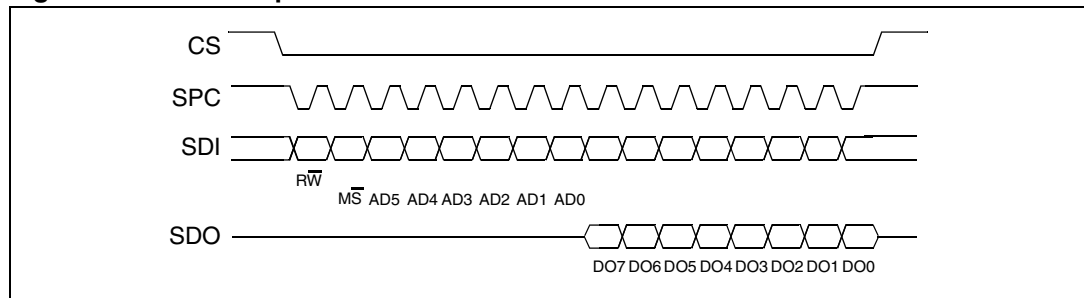 CS
SPC
SDI
RW̅
MS̅ AD5 AD4 AD3 AD2 AD1 AD0
SDO
DO7 DO6 DO5 DO4 DO3 DO2 DO1 DO0